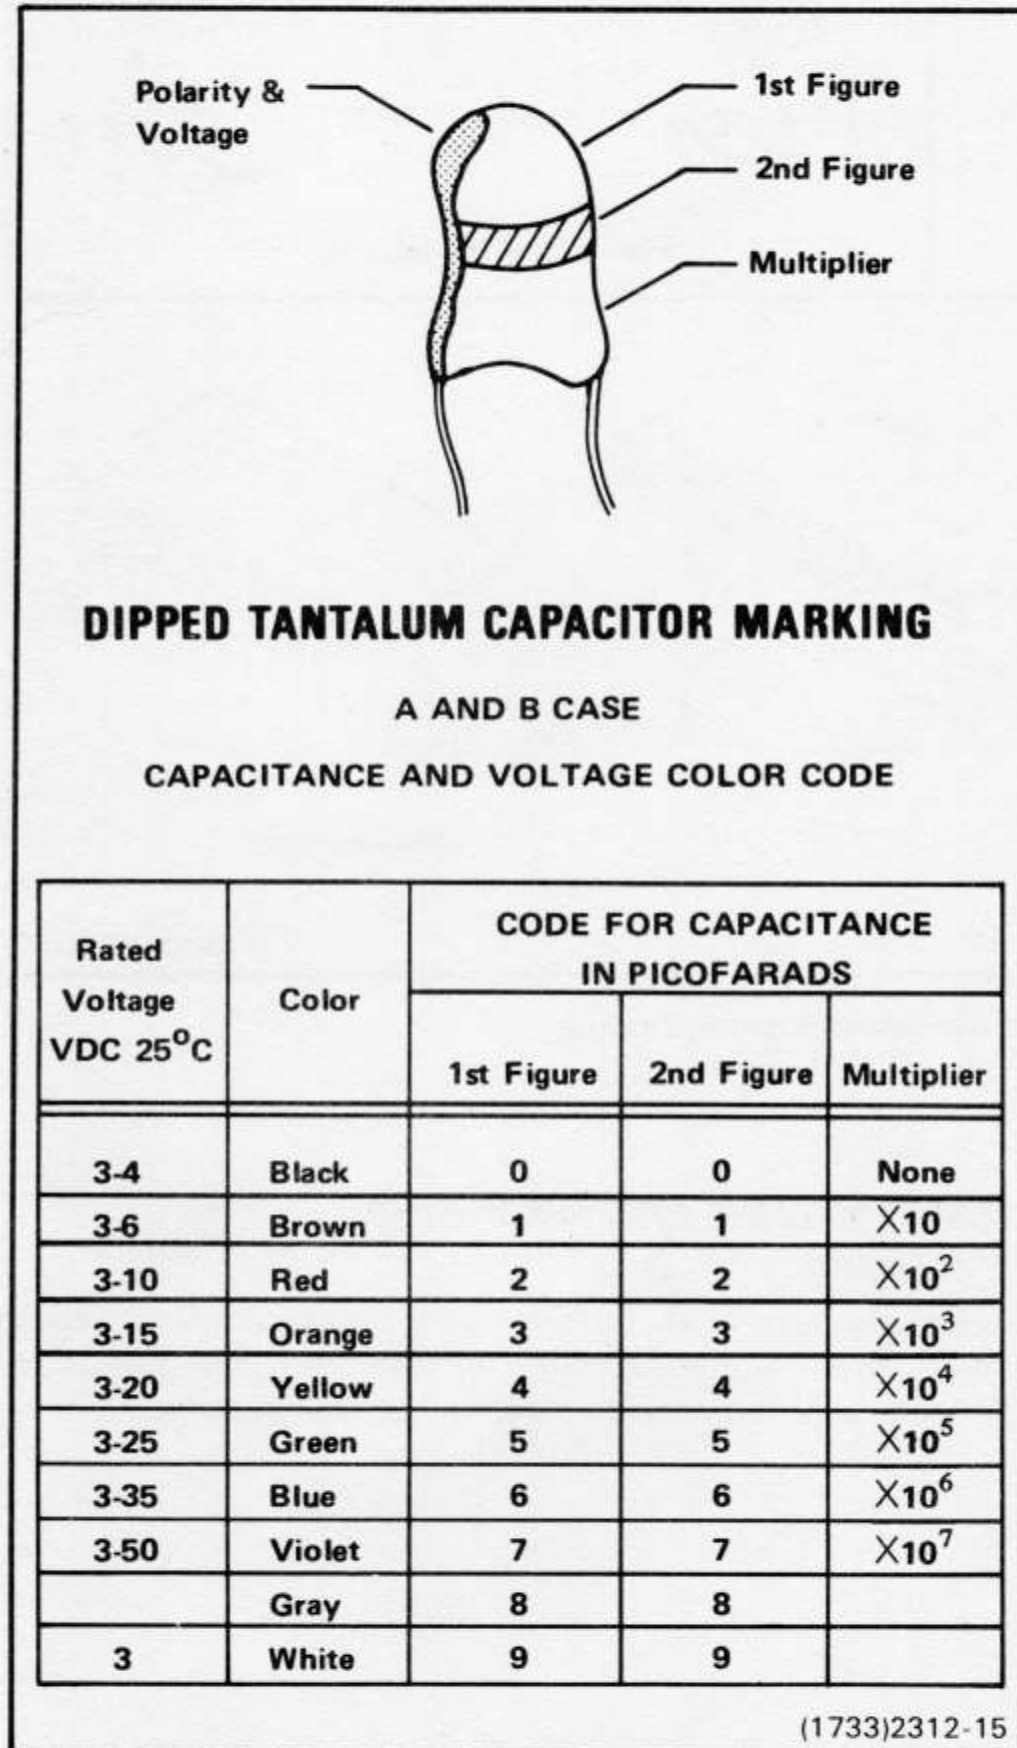 Polarity &
Voltage
1st Figure
2nd Figure
Multiplier
DIPPED TANTALUM CAPACITOR MARKING
A AND B CASE
CAPACITANCE AND VOLTAGE COLOR CODE
Rated
Voltage
VDC 25°C
Color
CODE FOR CAPACITANCE
IN PICOFARADS
1st Figure 2nd Figure Multiplier
3-4 Black 0 0 None
3-6 Brown 1 1 X10
3-10 Red 2 2 X10²
3-15 Orange 3 3 X10³
3-20 Yellow 4 4 X10⁴
3-25 Green 5 5 X10⁵
3-35 Blue 6 6 X10⁶
3-50 Violet 7 7 X10⁷
Gray 8 8
3 White 9 9
(1733)2312-15